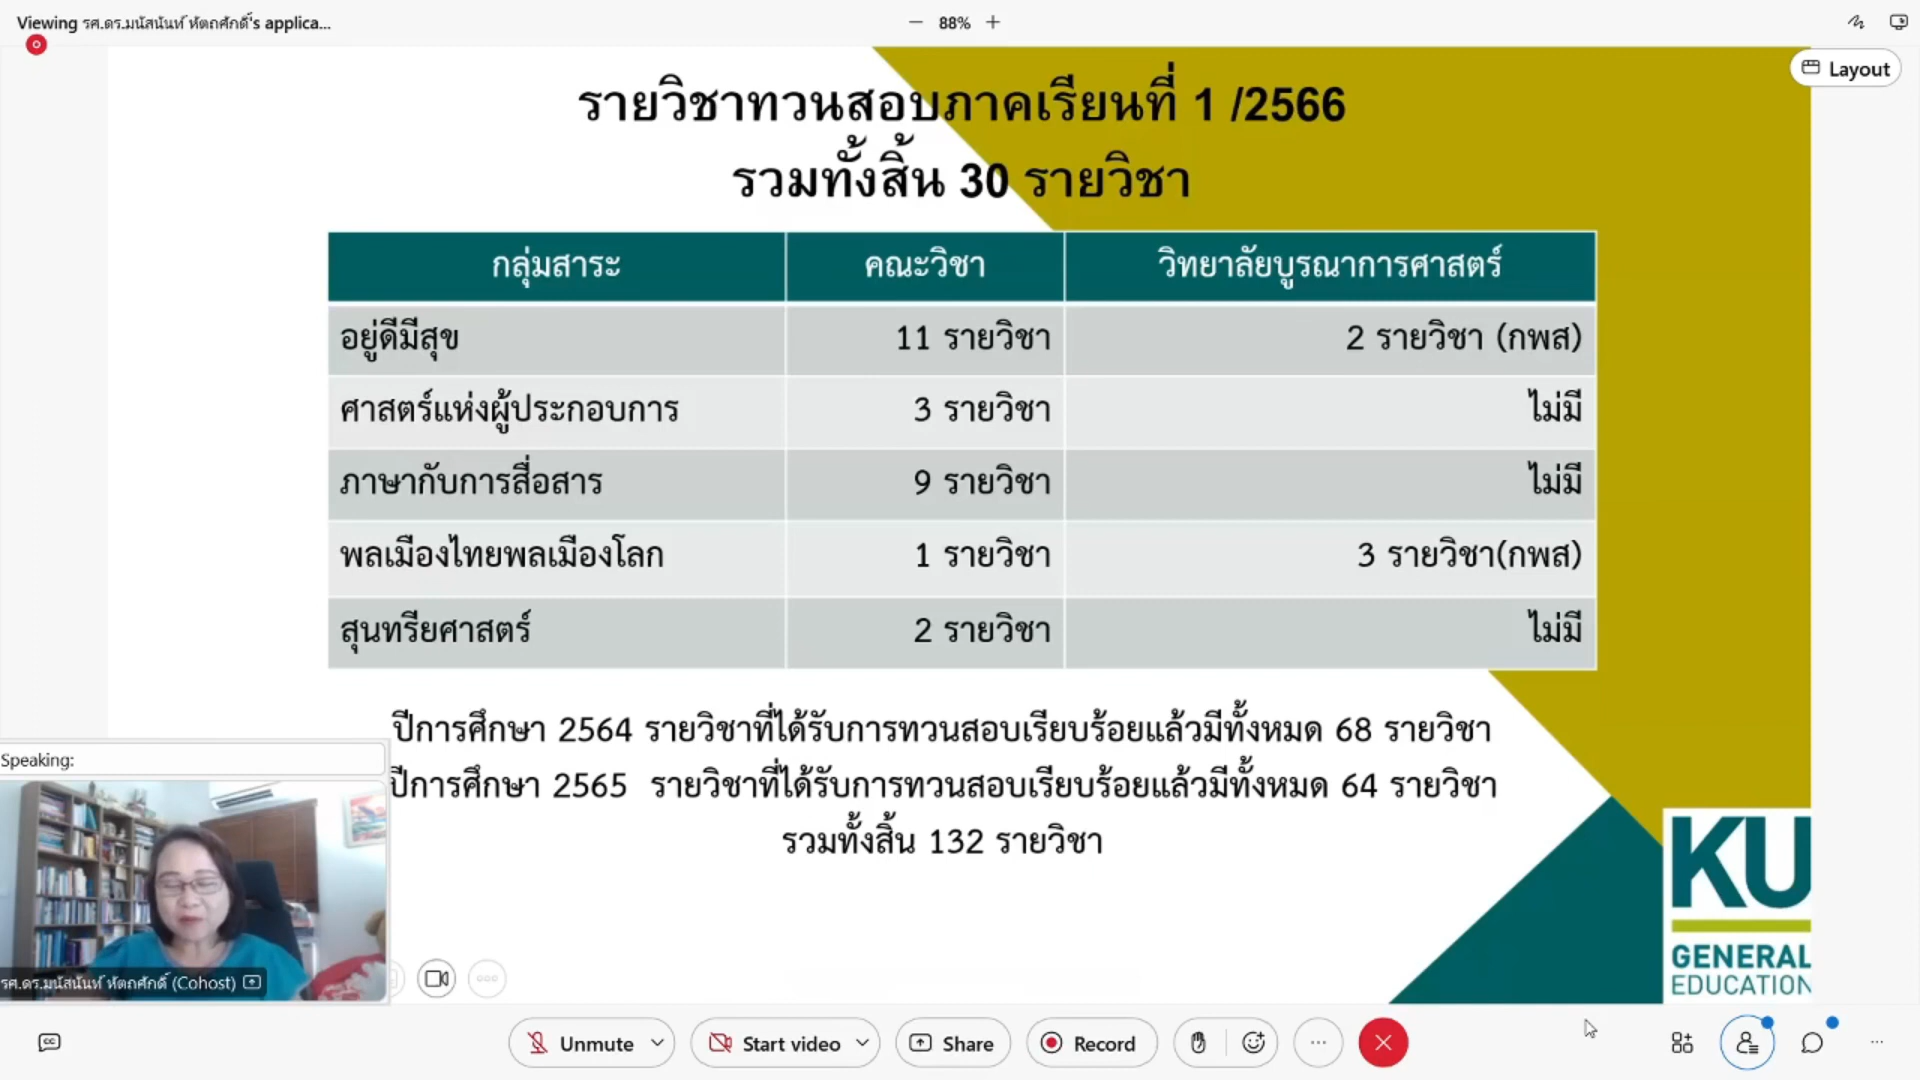 Viewing รศ.ดร.มนัสนันท์ หัตถศักดิ์'s applica...
88%
Layout
รายวิชาทวนสอบภาคเรียนที่ 1 /2566
รวมทั้งสิ้น 30 รายวิชา
กลุ่มสาระ คณะวิชา วิทยาลัยบูรณาการศาสตร์
อยู่ดีมีสุข 11 รายวิชา 2 รายวิชา (กพส)
ศาสตร์แห่งผู้ประกอบการ 3 รายวิชา ไม่มี
ภาษากับการสื่อสาร 9 รายวิชา ไม่มี
พลเมืองไทยพลเมืองโลก 1 รายวิชา 3 รายวิชา(กพส)
สุนทรียศาสตร์ 2 รายวิชา ไม่มี
ปีการศึกษา 2564 รายวิชาที่ได้รับการทวนสอบเรียบร้อยแล้วมีทั้งหมด 68 รายวิชา
ปีการศึกษา 2565 รายวิชาที่ได้รับการทวนสอบเรียบร้อยแล้วมีทั้งหมด 64 รายวิชา
รวมทั้งสิ้น 132 รายวิชา
Speaking:
รศ.ดร.มนัสนันท์ หัตถศักดิ์ (Cohost)
KU
GENERAL
EDUCATION
Unmute
Start video
Share
Record